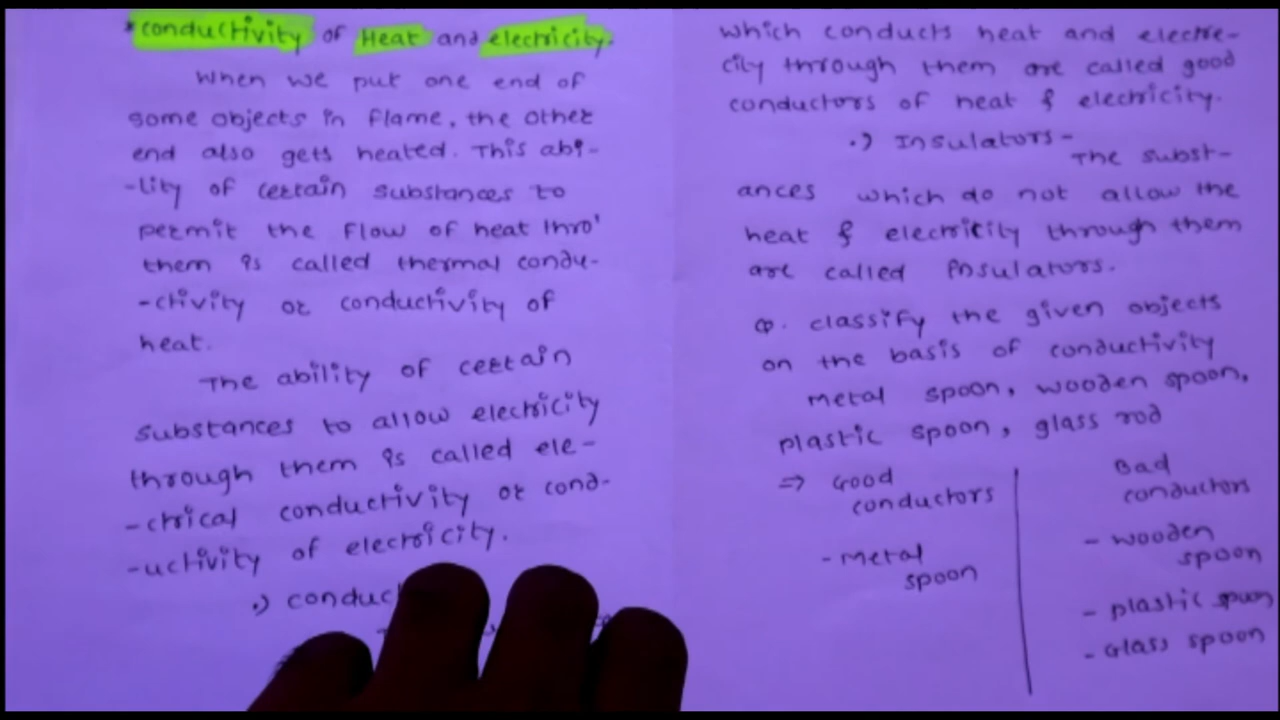 *conductivity of Heat and electricity.
When we put one end of
some objects in flame, the other
end also gets heated. This abi-
-lity of certain substances to
permit the flow of heat thro'
them is called thermal condu-
-ctivity or conductivity of
heat.
The ability of certain
substances to allow electricity
through them is called ele-
-ctrical conductivity or cond-
-uctivity of electricity.
which conducts heat and electri-
city through them are called good
conductors of heat & electricity.
.) Insulators-
The subst-
ances which do not allow the
heat & electricity through them
are called insulators.
Q. classify the given objects
on the basis of conductivity
Metal spoon, wooden spoon,
plastic spoon, glass rod
=> Good
conductors
- Metal
spoon
Bad
conductors
- wooden
spoon
- plastic spoon
- Glass spoon